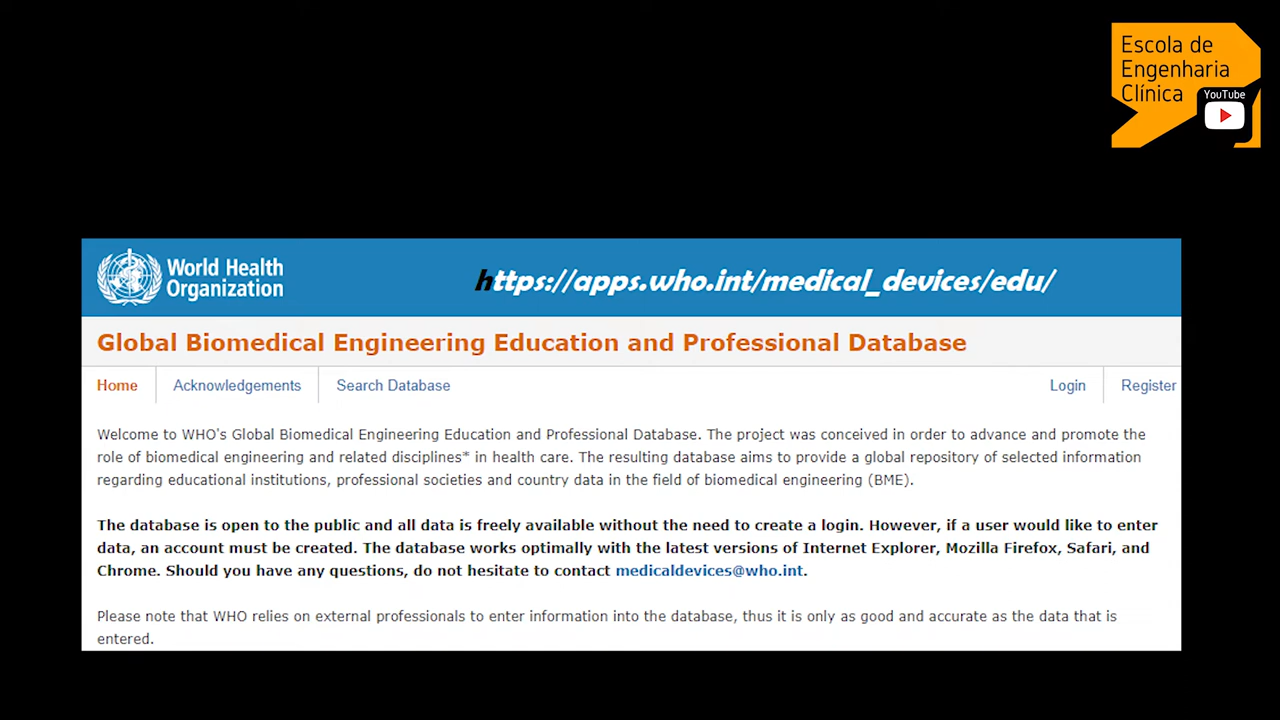 Escola de
Engenharia
Clínica
YouTube
World Health
Organization
https://apps.who.int/medical_devices/edu/
Global Biomedical Engineering Education and Professional Database
Home Acknowledgements Search Database Login Register
Welcome to WHO's Global Biomedical Engineering Education and Professional Database. The project was conceived in order to advance and promote the
role of biomedical engineering and related disciplines* in health care. The resulting database aims to provide a global repository of selected information
regarding educational institutions, professional societies and country data in the field of biomedical engineering (BME).
The database is open to the public and all data is freely available without the need to create a login. However, if a user would like to enter
data, an account must be created. The database works optimally with the latest versions of Internet Explorer, Mozilla Firefox, Safari, and
Chrome. Should you have any questions, do not hesitate to contact medicaldevices@who.int.
Please note that WHO relies on external professionals to enter information into the database, thus it is only as good and accurate as the data that is
entered.